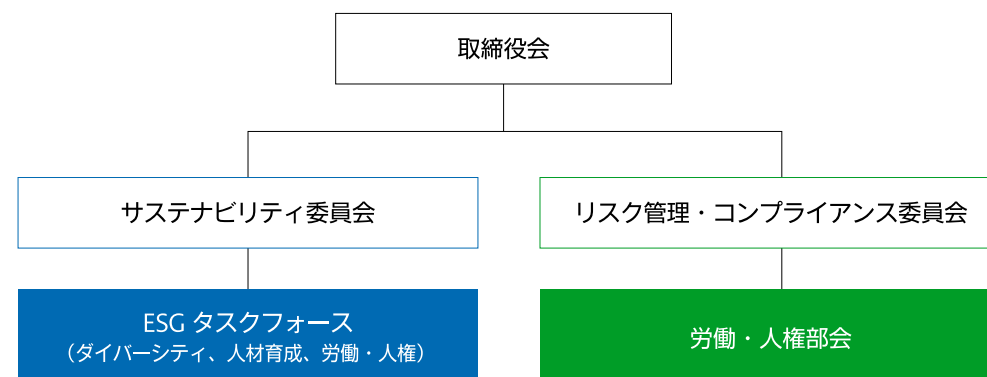 取締役会
サステナビリティ委員会
リスク管理・コンプライアンス委員会
ESG タスクフォース
（ダイバーシティ、人材育成、労働・人権）
労働・人権部会